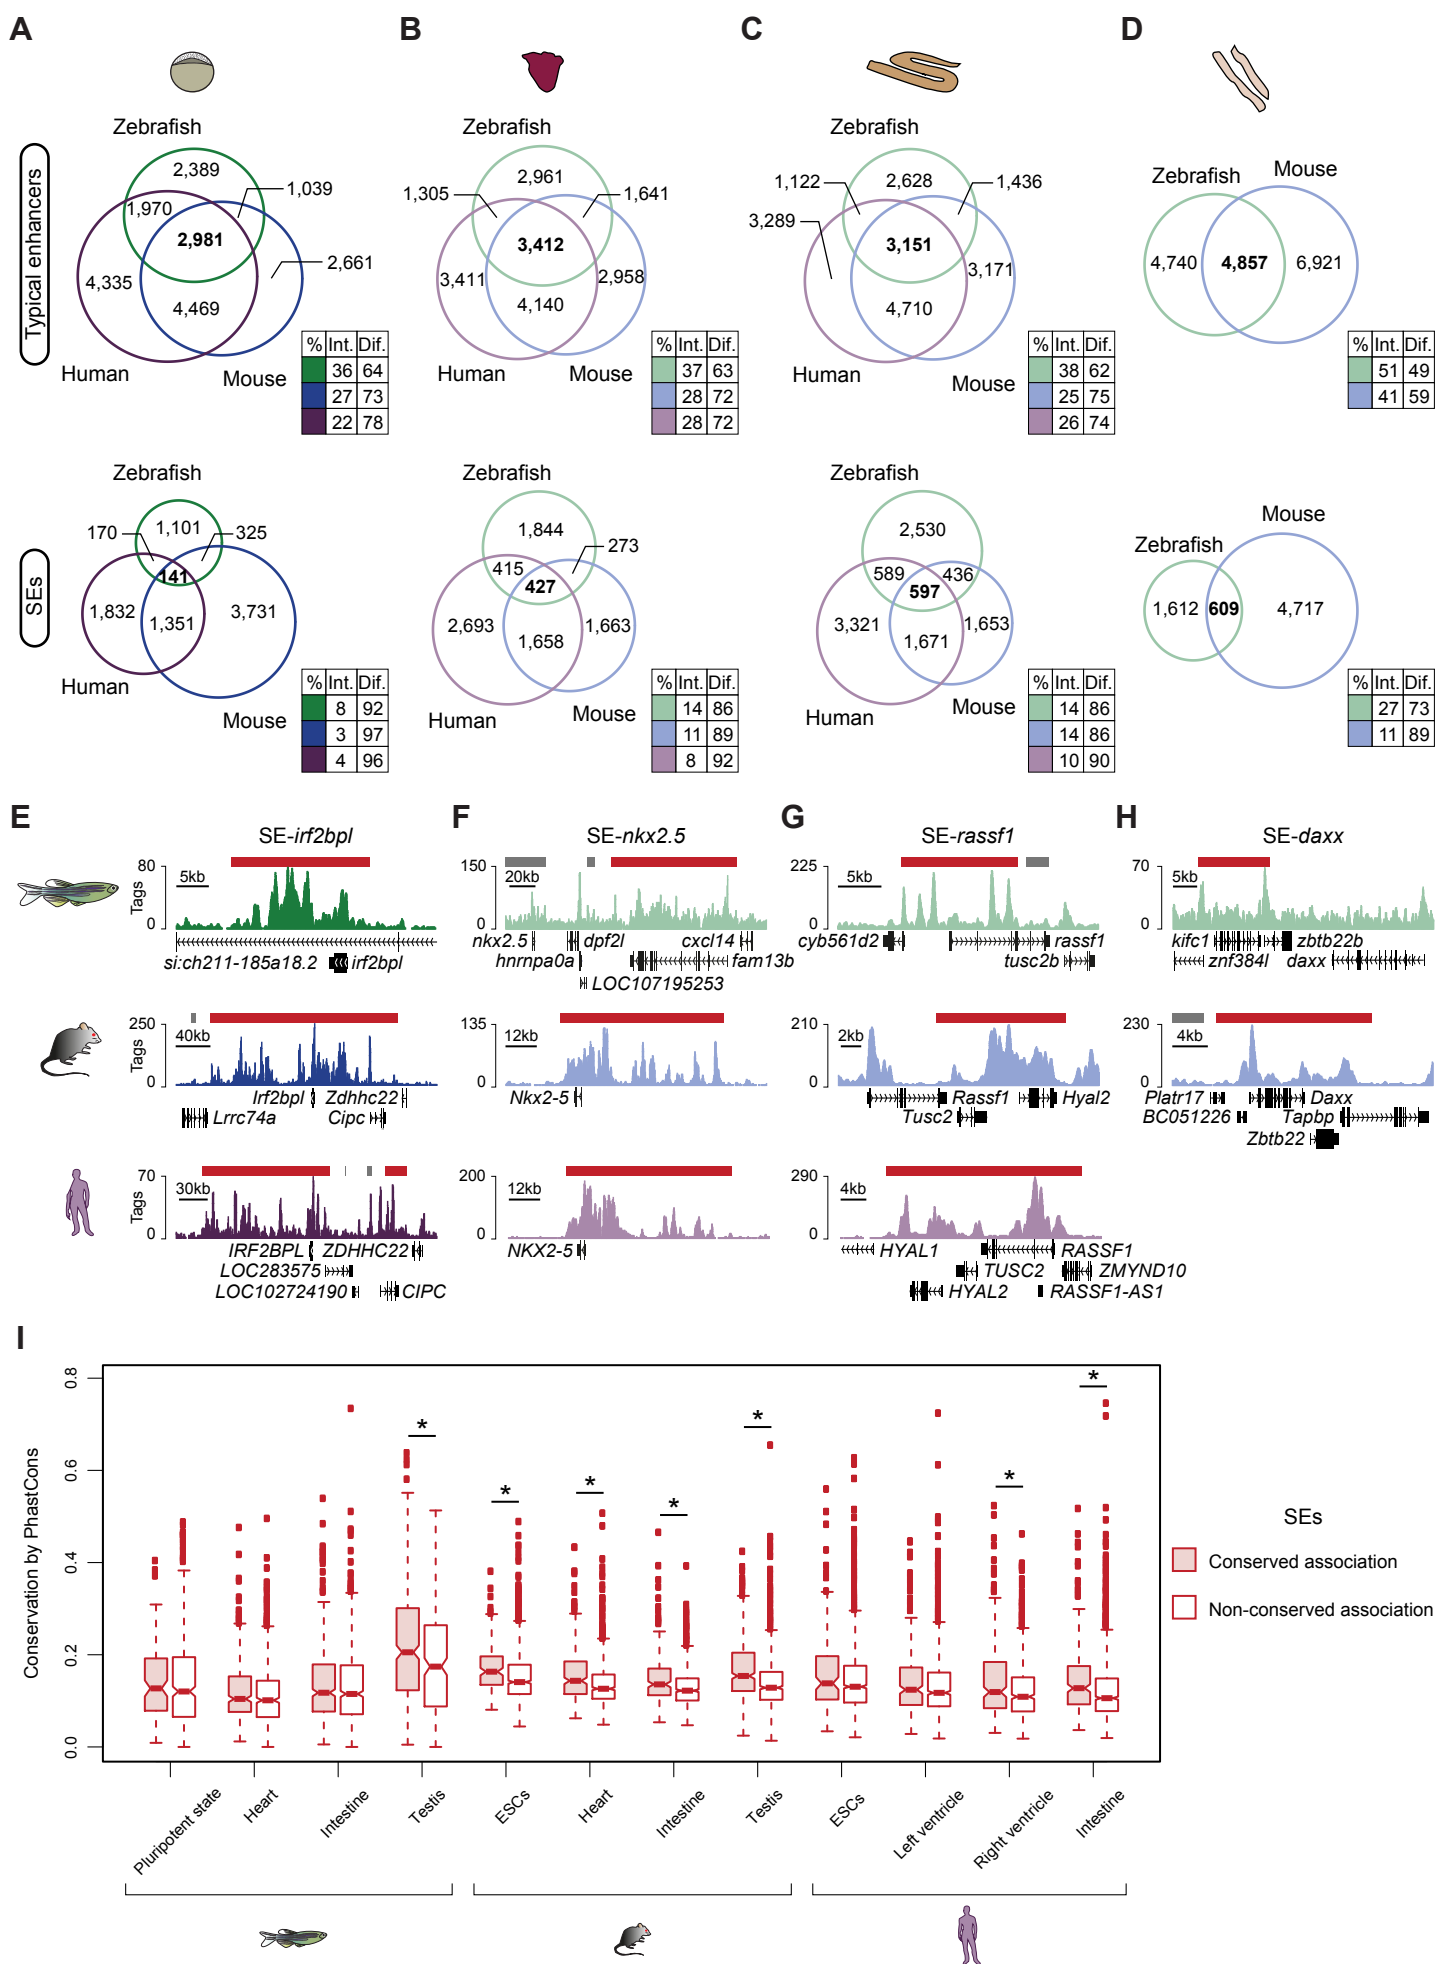 A
B
C
D
Typical enhancers
Zebrafish
2,389
1,039
1,970
2,981
2,661
4,335
4,469
Human
Mouse
% Int. Dif.
36 64
27 73
22 78
Zebrafish
2,961
1,305
1,641
3,412
3,411
2,958
4,140
Human
Mouse
% Int. Dif.
37 63
28 72
28 72
Zebrafish
1,122
2,628
1,436
3,289
3,151
3,171
4,710
Human
Mouse
% Int. Dif.
38 62
25 75
26 74
Zebrafish
Mouse
4,740
4,857
6,921
% Int. Dif.
51 49
41 59
SEs
Zebrafish
170
1,101
325
141
1,832
1,351
3,731
Human
Mouse
% Int. Dif.
8 92
3 97
4 96
Zebrafish
1,844
273
415
427
2,693
1,663
1,658
Human
Mouse
% Int. Dif.
14 86
11 89
8 92
Zebrafish
2,530
589
436
597
3,321
1,653
1,671
Human
Mouse
% Int. Dif.
14 86
14 86
10 90
Mouse
Zebrafish
1,612
609
4,717
% Int. Dif.
27 73
11 89
E
SE-irf2bpl
80
Tags
0
5kb
si:ch211-185a18.2
irf2bpl
250
Tags
0
40kb
Irf2bpl
Zdhhc22
Lrrc74a
Cipc
70
Tags
0
30kb
IRF2BPL
ZDHHC22
LOC283575
LOC102724190
CIPC
F
SE-nkx2.5
150
0
20kb
nkx2.5
dpf2l
cxcl14
hnrnpa0a
fam13b
LOC107195253
135
0
12kb
Nkx2-5
200
0
12kb
NKX2-5
G
SE-rassf1
225
0
5kb
cyb561d2
rassf1
tusc2b
210
0
2kb
Rassf1
Hyal2
Tusc2
290
0
4kb
HYAL1
RASSF1
TUSC2
ZMYND10
HYAL2
RASSF1-AS1
H
SE-daxx
70
0
5kb
kifc1
zbtb22b
znf384l
daxx
230
0
4kb
Platr17
Daxx
BC051226
Tapbp
Zbtb22
I
Conservation by PhastCons
0.8
0.6
0.4
0.2
0.0
*
*
*
*
*
*
*
Pluripotent state
Heart
Intestine
Testis
ESCs
Heart
Intestine
Testis
ESCs
Left ventricle
Right ventricle
Intestine
SEs
Conserved association
Non-conserved association